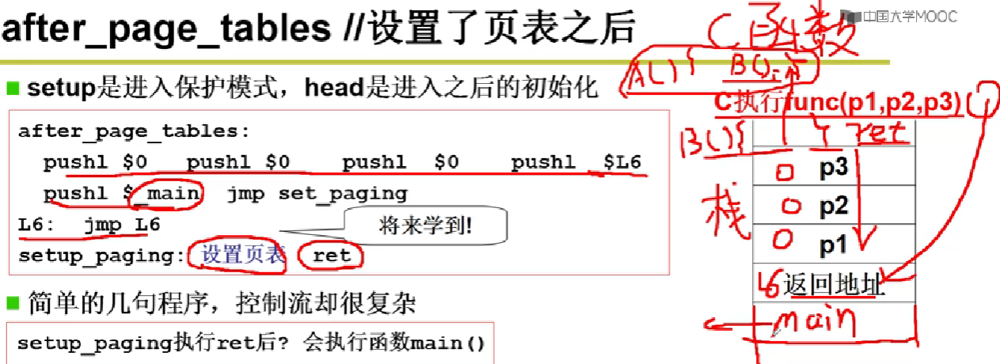 after_page_tables //设置了页表之后
中国大学MOOC
C函数
setup是进入保护模式，head是进入之后的初始化
A(){ B();
C执行func(p1,p2,p3)
after_page_tables:
pushl $0 pushl $0 pushl $0 pushl $L6
pushl $_main jmp set_paging
L6: jmp L6
将来学到!
setup_paging: 设置页表 ret
B(){ } ret
栈
0 p3
0 p2
0 p1
L6 返回地址
main
简单的几句程序，控制流却很复杂
setup_paging执行ret后? 会执行函数main()